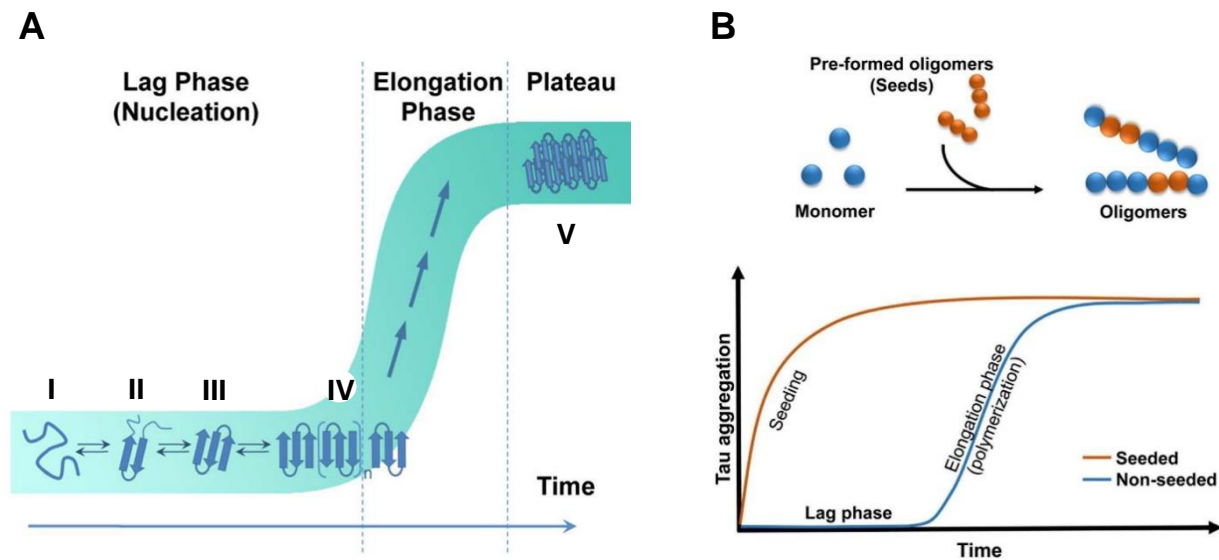 A
Lag Phase
(Nucleation)
Elongation
Phase
Plateau
I
II
III
IV
V
n
Time
B
Pre-formed oligomers
(Seeds)
Monomer
Oligomers
Tau aggregation
Seeding
Elongation phase
(polymerization)
Seeded
Non-seeded
Lag phase
Time